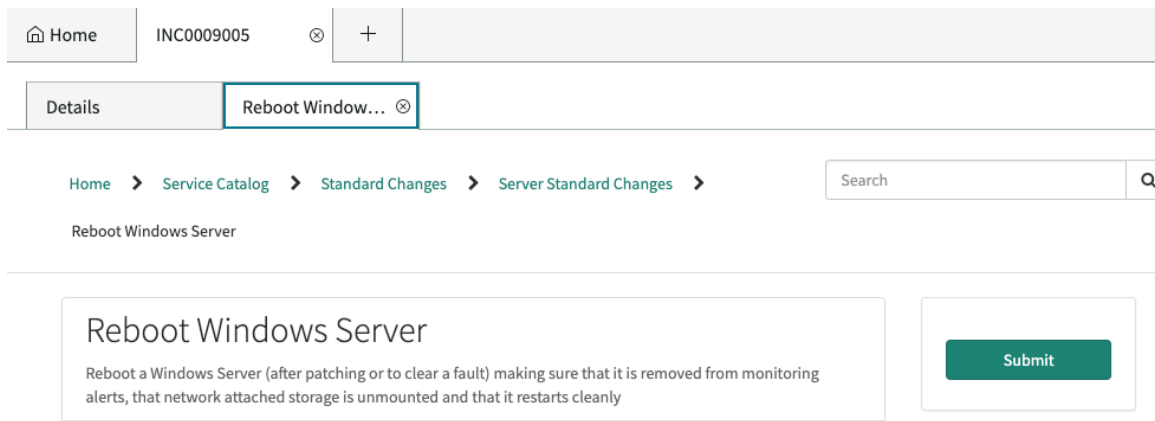 Home INC0009005
Details Reboot Window...
Home Service Catalog Standard Changes Server Standard Changes Search
Reboot Windows Server
Reboot Windows Server
Reboot a Windows Server (after patching or to clear a fault) making sure that it is removed from monitoring
alerts, that network attached storage is unmounted and that it restarts cleanly
Submit